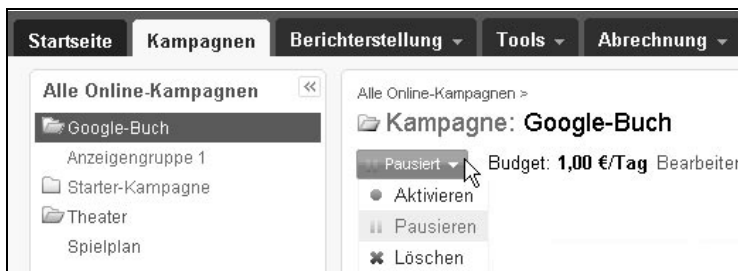 Startseite Kampagnen Berichterstellung Tools Abrechnung
Alle Online-Kampagnen
Google-Buch
Anzeigengruppe 1
Starter-Kampagne
Theater
Spielplan
Alle Online-Kampagnen >
Kampagne: Google-Buch
Pausiert Budget: 1,00 €/Tag Bearbeiten
Aktivieren
Pausieren
Löschen